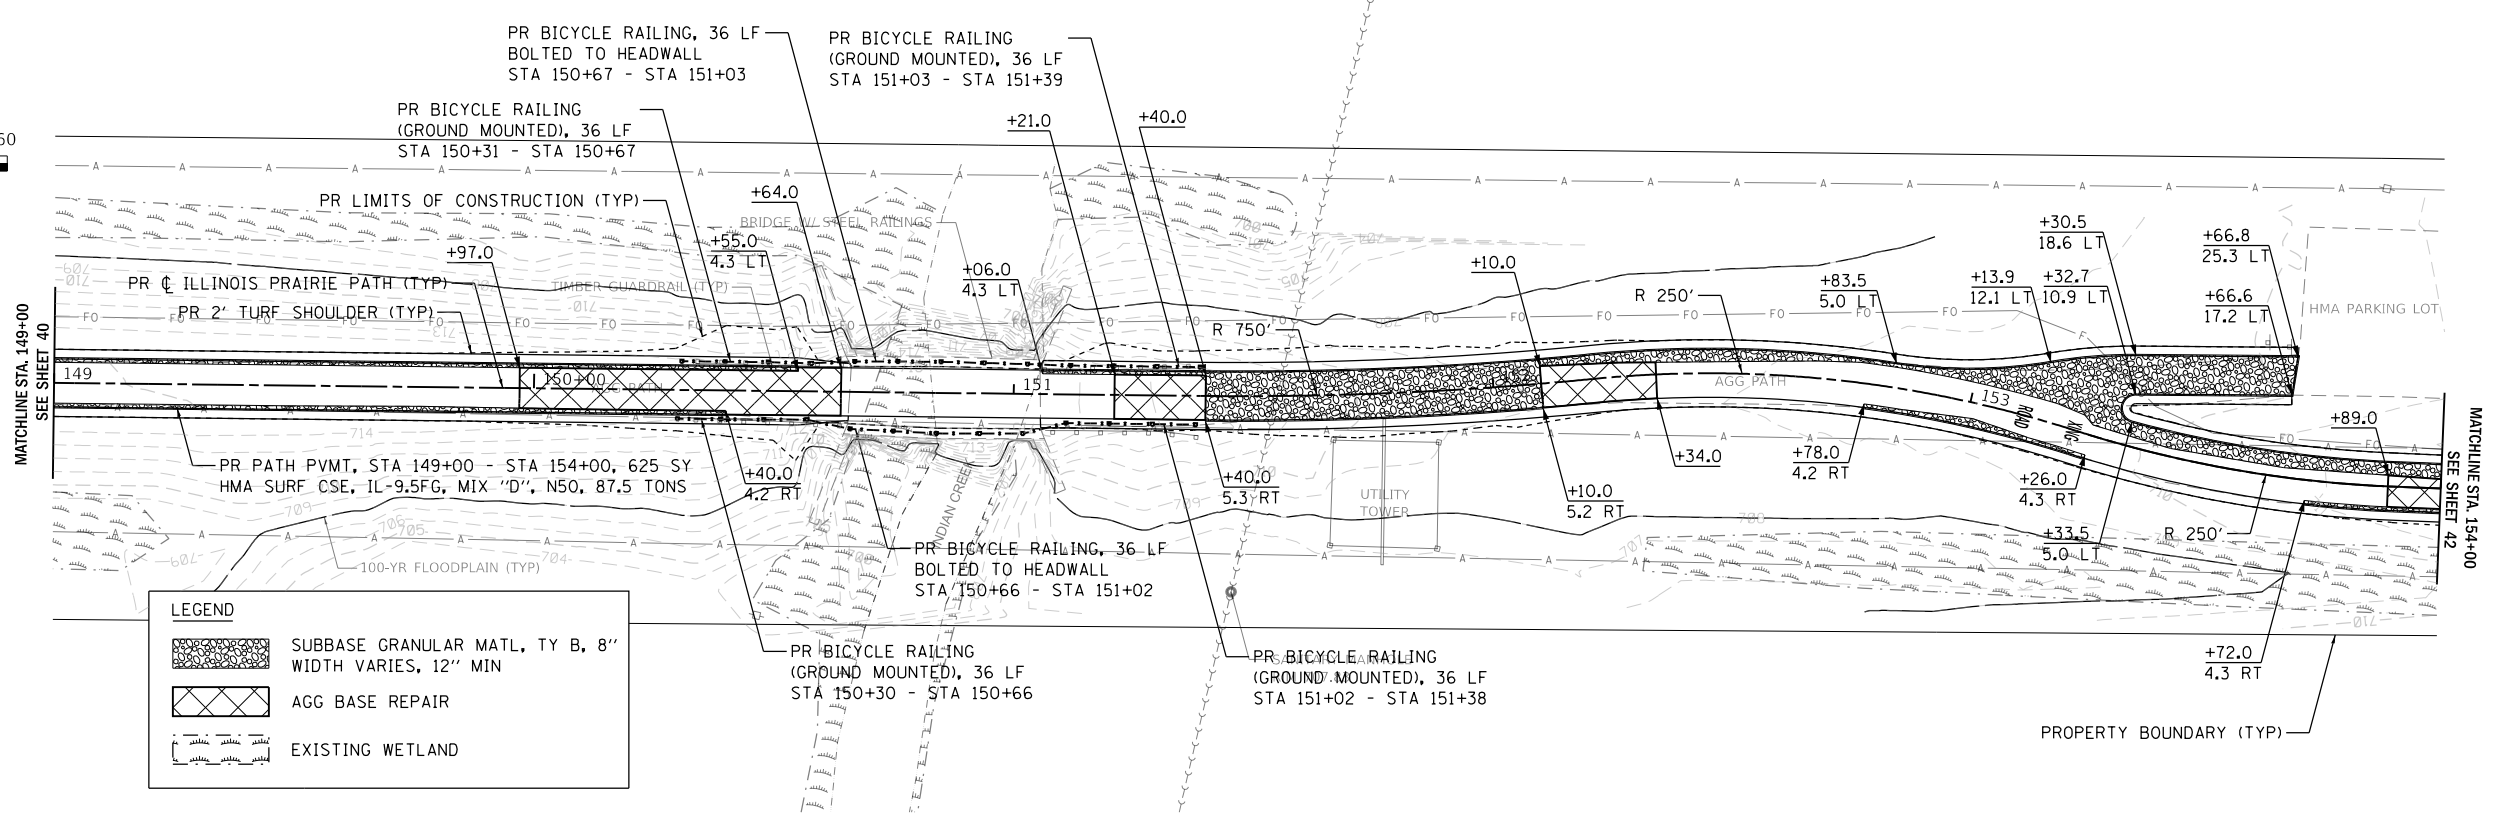 PR BICYCLE RAILING, 36 LF
BOLTED TO HEADWALL
STA 150+67 - STA 151+03
PR BICYCLE RAILING
(GROUND MOUNTED), 36 LF
STA 151+03 - STA 151+39
PR BICYCLE RAILING
(GROUND MOUNTED), 36 LF
STA 150+31 - STA 150+67
+21.0
+40.0
60
PR LIMITS OF CONSTRUCTION (TYP)
+64.0
BRIDGE W/ STEEL RAILINGS
+97.0
+55.0
4.3 LT
+06.0
4.3 LT
+10.0
+83.5
5.0 LT
+13.9
12.1 LT
+30.5
18.6 LT
+32.7
10.9 LT
+66.8
25.3 LT
+66.6
17.2 LT
PR ℄ ILLINOIS PRAIRIE PATH (TYP)
TIMBER GUARDRAIL (TYP)
PR 2' TURF SHOULDER (TYP)
R 750'
R 250'
HMA PARKING LOT
MATCHLINE STA. 149+00
SEE SHEET 40
149
150+00
151
AGG PATH
153
KING
ROAD
714
713
709
710
700
704
705
707
PR PATH PVMT, STA 149+00 - STA 154+00, 625 SY
HMA SURF CSE, IL-9.5FG, MIX "D", N50, 87.5 TONS
+40.0
4.2 RT
+40.0
5.3 RT
+10.0
5.2 RT
+34.0
+78.0
4.2 RT
+26.0
4.3 RT
+33.5
5.0 LT
R 250'
+89.0
MATCHLINE STA. 154+00
SEE SHEET 42
UTILITY
TOWER
INDIAN CREEK
100-YR FLOODPLAIN (TYP)
PR BICYCLE RAILING, 36 LF
BOLTED TO HEADWALL
STA 150+66 - STA 151+02
PR BICYCLE RAILING
(GROUND MOUNTED), 36 LF
STA 150+30 - STA 150+66
SANITARY MANHOLE
PR BICYCLE RAILING
(GROUND MOUNTED), 36 LF
STA 151+02 - STA 151+38
+72.0
4.3 RT
PROPERTY BOUNDARY (TYP)
LEGEND
SUBBASE GRANULAR MATL, TY B, 8"
WIDTH VARIES, 12" MIN
AGG BASE REPAIR
EXISTING WETLAND